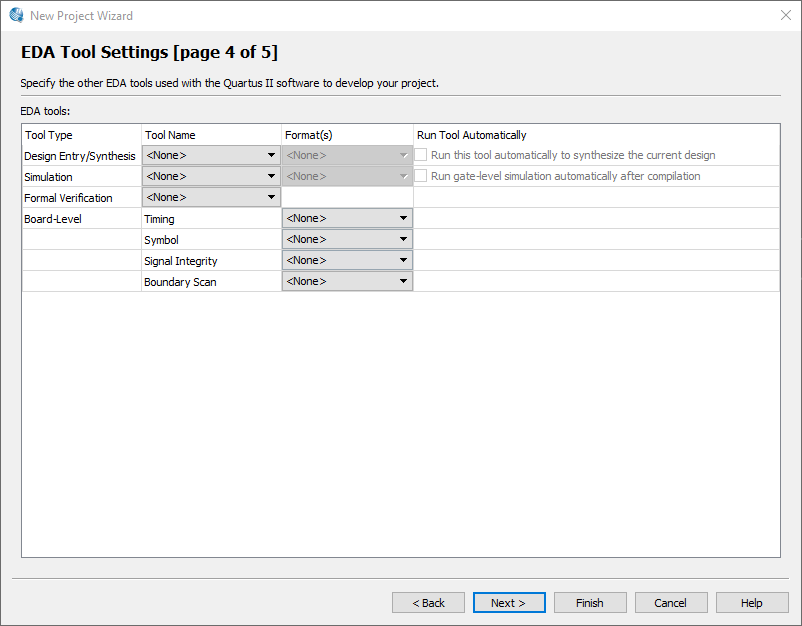 New Project Wizard
EDA Tool Settings [page 4 of 5]
Specify the other EDA tools used with the Quartus II software to develop your project.
EDA tools:
Tool Type Tool Name Format(s) Run Tool Automatically
Design Entry/Synthesis <None> <None> Run this tool automatically to synthesize the current design
Simulation <None> <None> Run gate-level simulation automatically after compilation
Formal Verification <None>
Board-Level Timing <None>
Symbol <None>
Signal Integrity <None>
Boundary Scan <None>
< Back Next > Finish Cancel Help